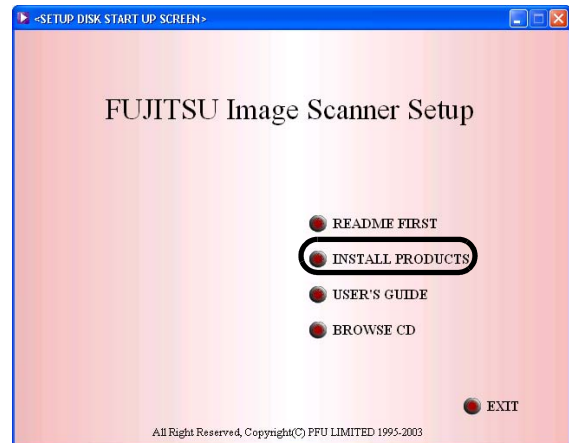 <SETUP DISK START UP SCREEN>
FUJITSU Image Scanner Setup
README FIRST
INSTALL PRODUCTS
USER'S GUIDE
BROWSE CD
EXIT
All Right Reserved, Copyright(C) PFU LIMITED 1995-2003